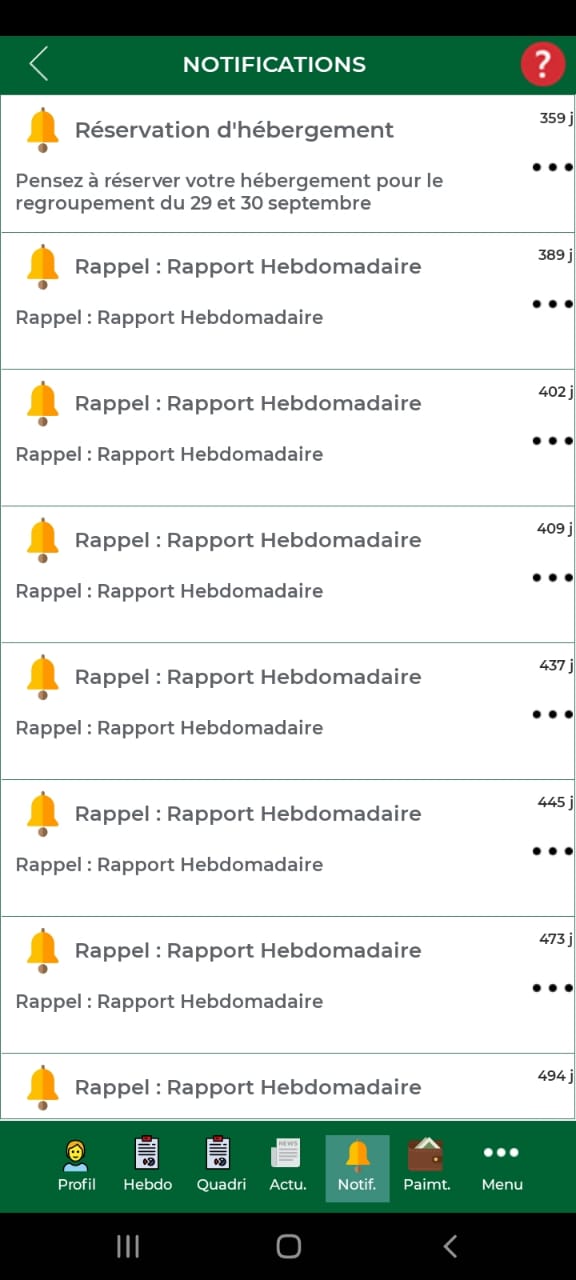 NOTIFICATIONS
?
Réservation d'hébergement
359 j
Pensez à réserver votre hébergement pour le
regroupement du 29 et 30 septembre
Rappel : Rapport Hebdomadaire
389 j
Rappel : Rapport Hebdomadaire
Rappel : Rapport Hebdomadaire
402 j
Rappel : Rapport Hebdomadaire
Rappel : Rapport Hebdomadaire
409 j
Rappel : Rapport Hebdomadaire
Rappel : Rapport Hebdomadaire
437 j
Rappel : Rapport Hebdomadaire
Rappel : Rapport Hebdomadaire
445 j
Rappel : Rapport Hebdomadaire
Rappel : Rapport Hebdomadaire
473 j
Rappel : Rapport Hebdomadaire
Rappel : Rapport Hebdomadaire
494 j
NEWS
Profil Hebdo Quadri Actu. Notif. Paimt. Menu